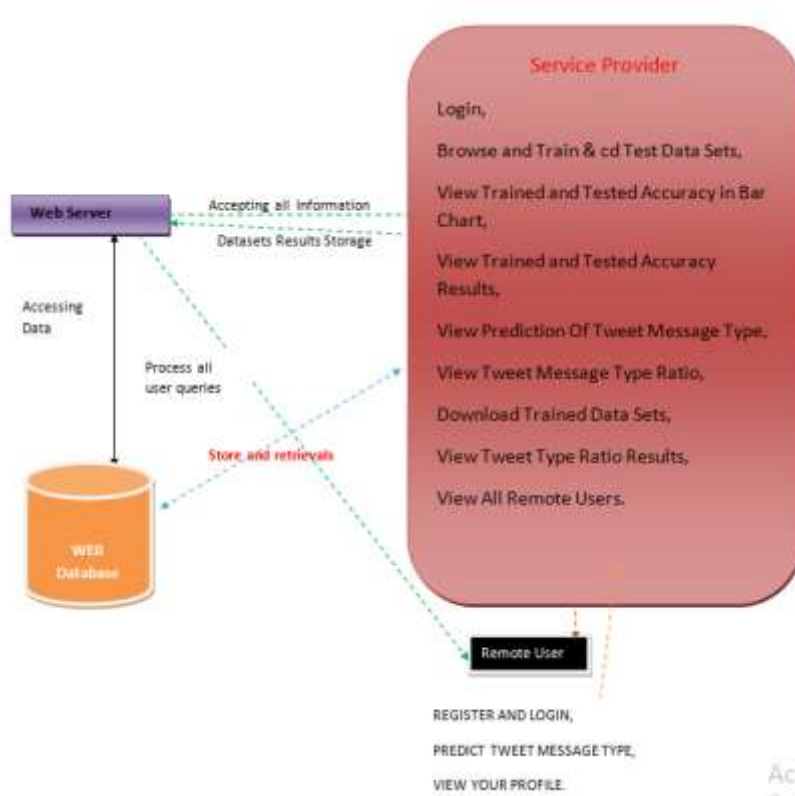 Service Provider
Login,
Browse and Train & cd Test Data Sets,
View Trained and Tested Accuracy in Bar
Chart,
View Trained and Tested Accuracy
Results,
View Prediction Of Tweet Message Type,
View Tweet Message Type Ratio,
Download Trained Data Sets,
View Tweet Type Ratio Results,
View All Remote Users.
Web Server
Accepting all Information
Datasets Results Storage
Accessing
Data
Process all
user queries
Store and retrievals
WEB
Database
Remote User
REGISTER AND LOGIN,
PREDICT TWEET MESSAGE TYPE,
VIEW YOUR PROFILE.
Ac